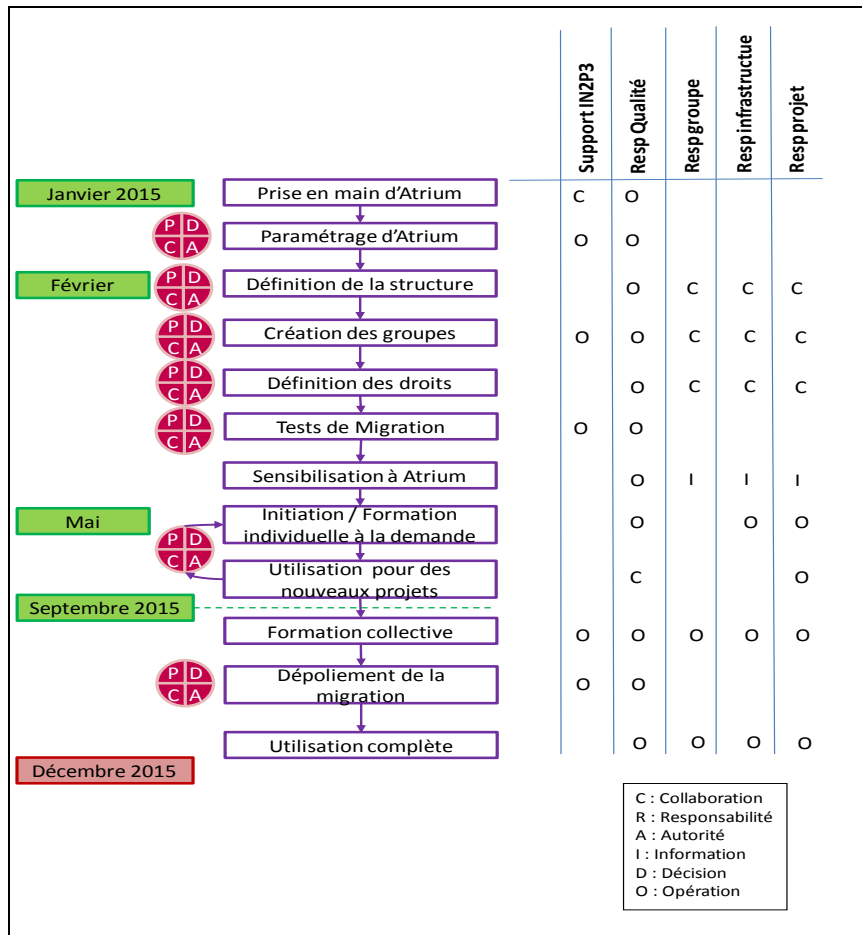 Support IN2P3
Resp Qualité
Resp groupe
Resp infrastructue
Resp projet
Janvier 2015
Prise en main d'Atrium
C O
P D
C A
Paramétrage d'Atrium
O O
Février
P D
C A
Définition de la structure
O C C C
P D
C A
Création des groupes
O O C C C
P D
C A
Définition des droits
O C C C
P D
C A
Tests de Migration
O O
Sensibilisation à Atrium
O I I I
Mai
Initiation / Formation
individuelle à la demande
O O O
P D
C A
Utilisation pour des
nouveaux projets
C O
Septembre 2015
Formation collective
O O O O O
P D
C A
Dépoliement de la
migration
O O
Utilisation complète
O O O O
Décembre 2015
C : Collaboration
R : Responsabilité
A : Autorité
I : Information
D : Décision
O : Opération